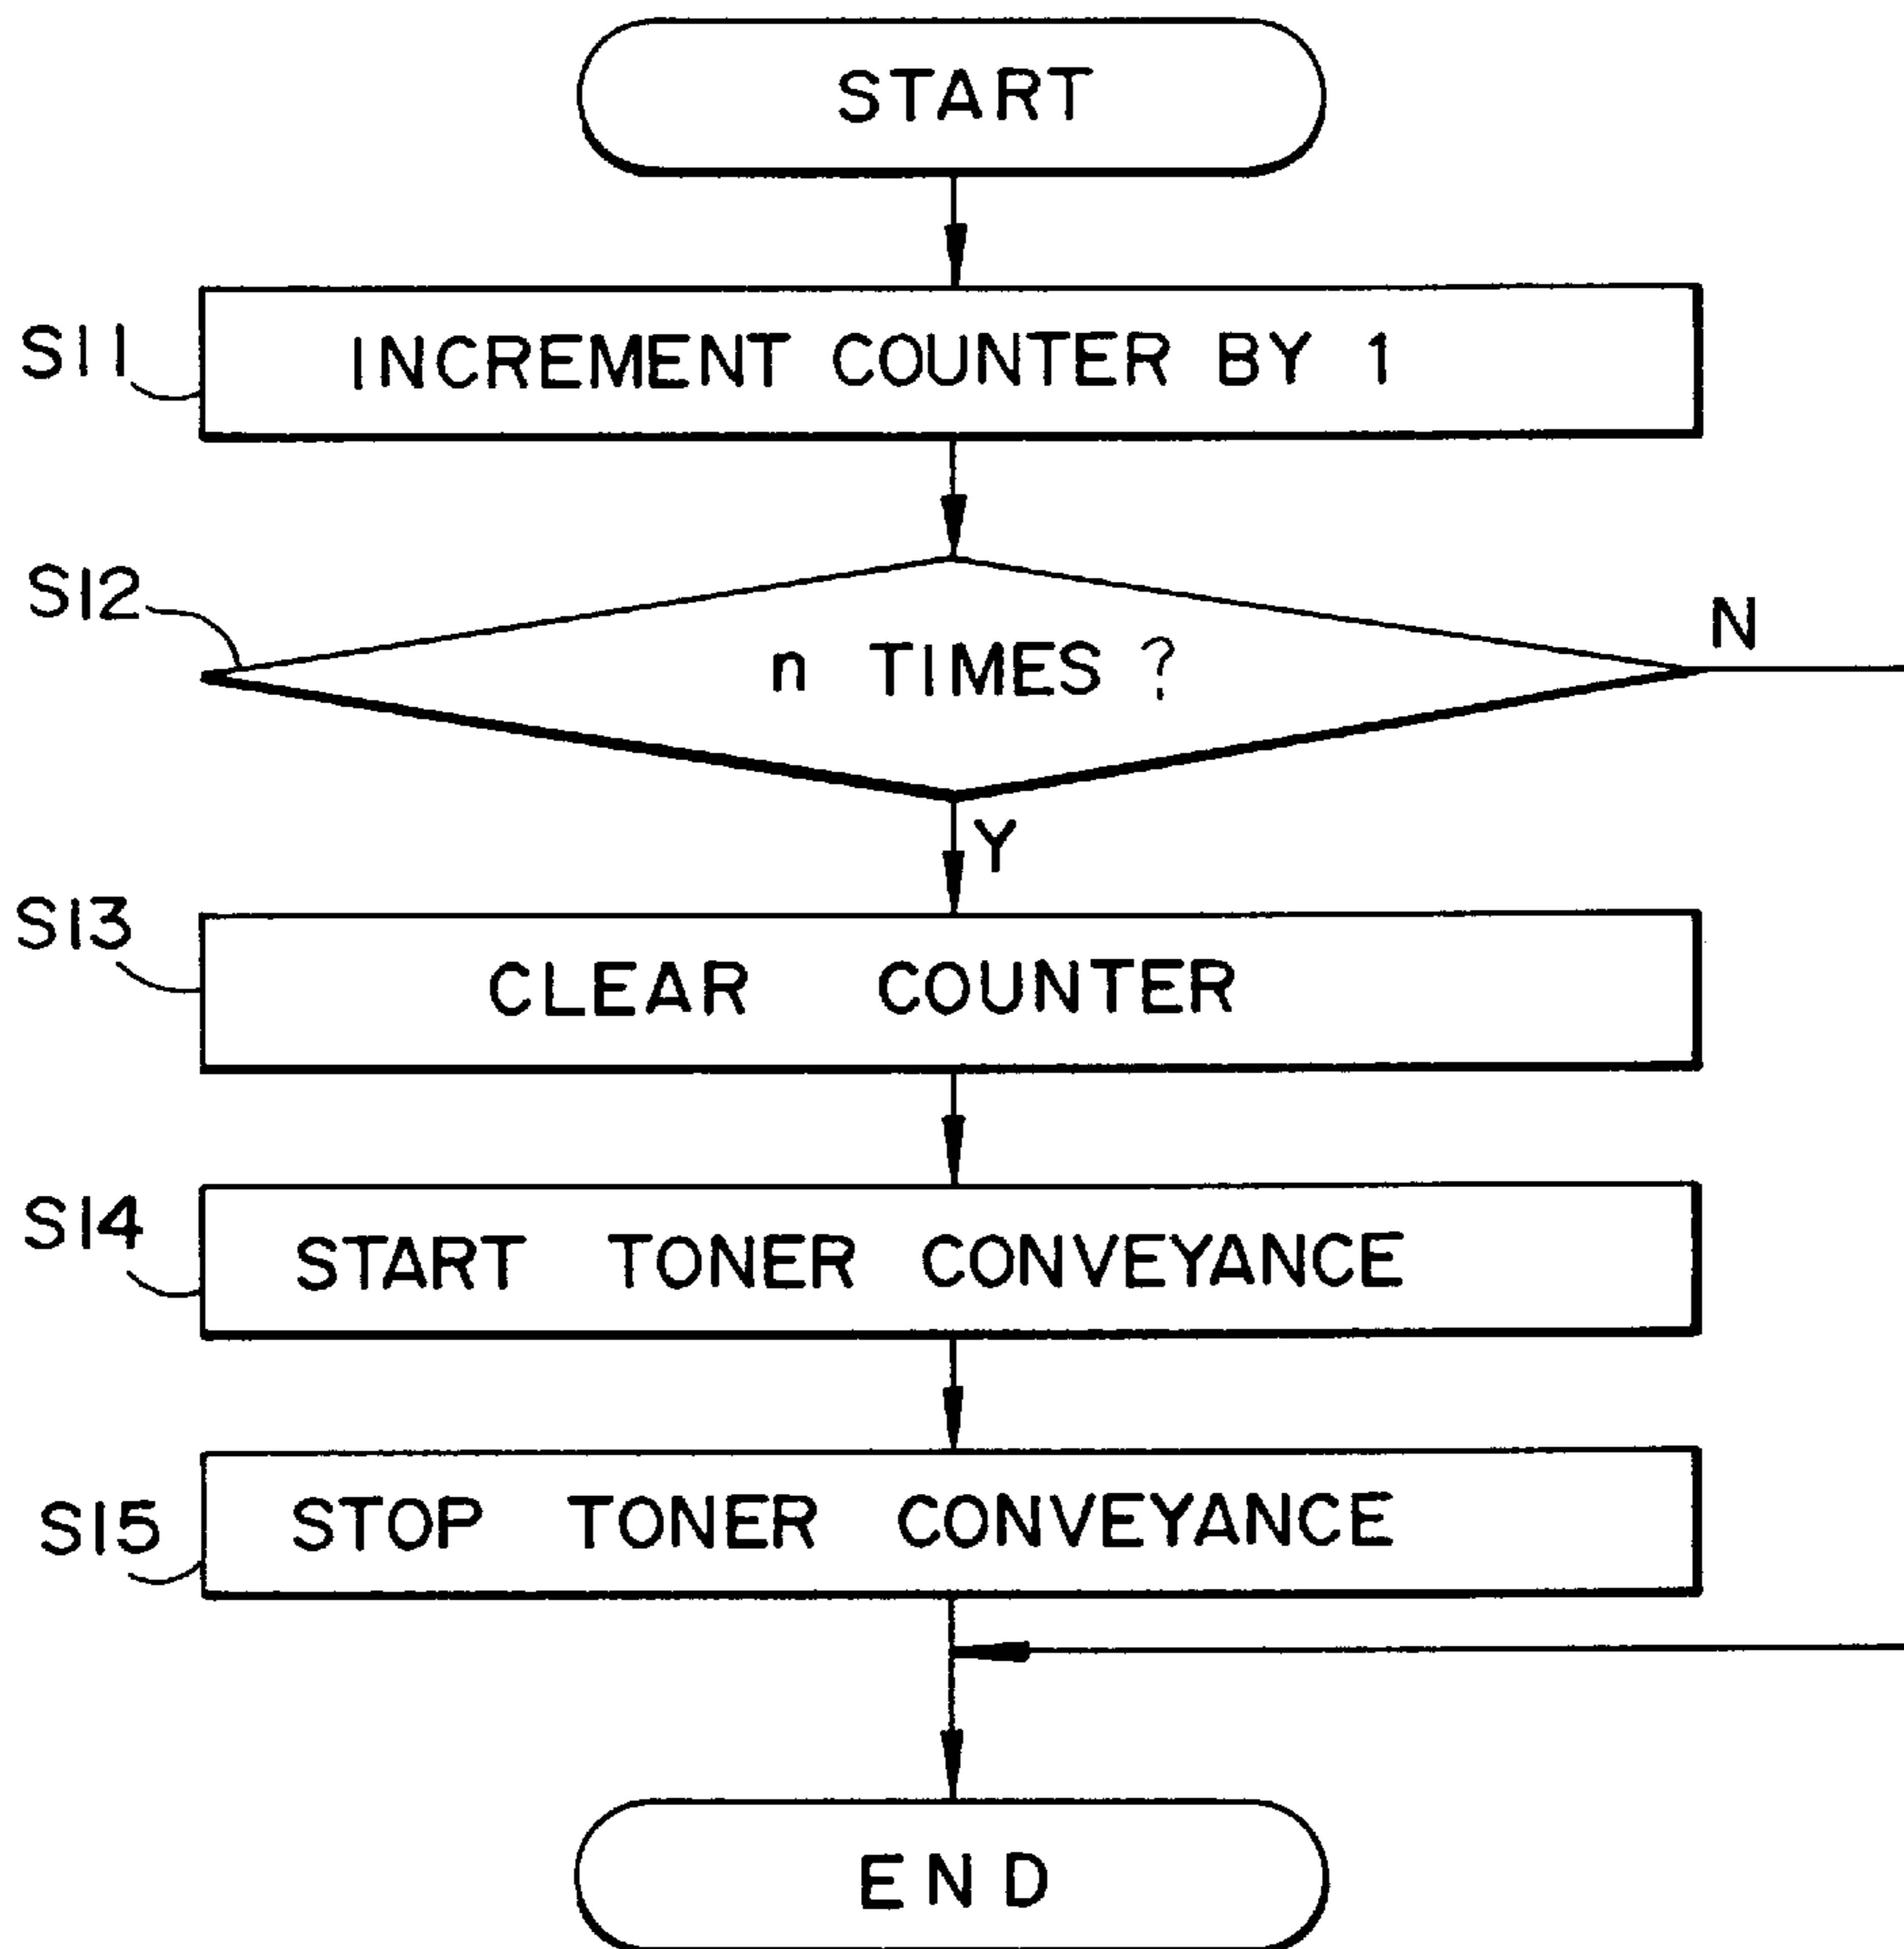 START
S11
INCREMENT COUNTER BY 1
S12
n TIMES ?
N
Y
S13
CLEAR COUNTER
S14
START TONER CONVEYANCE
S15
STOP TONER CONVEYANCE
END